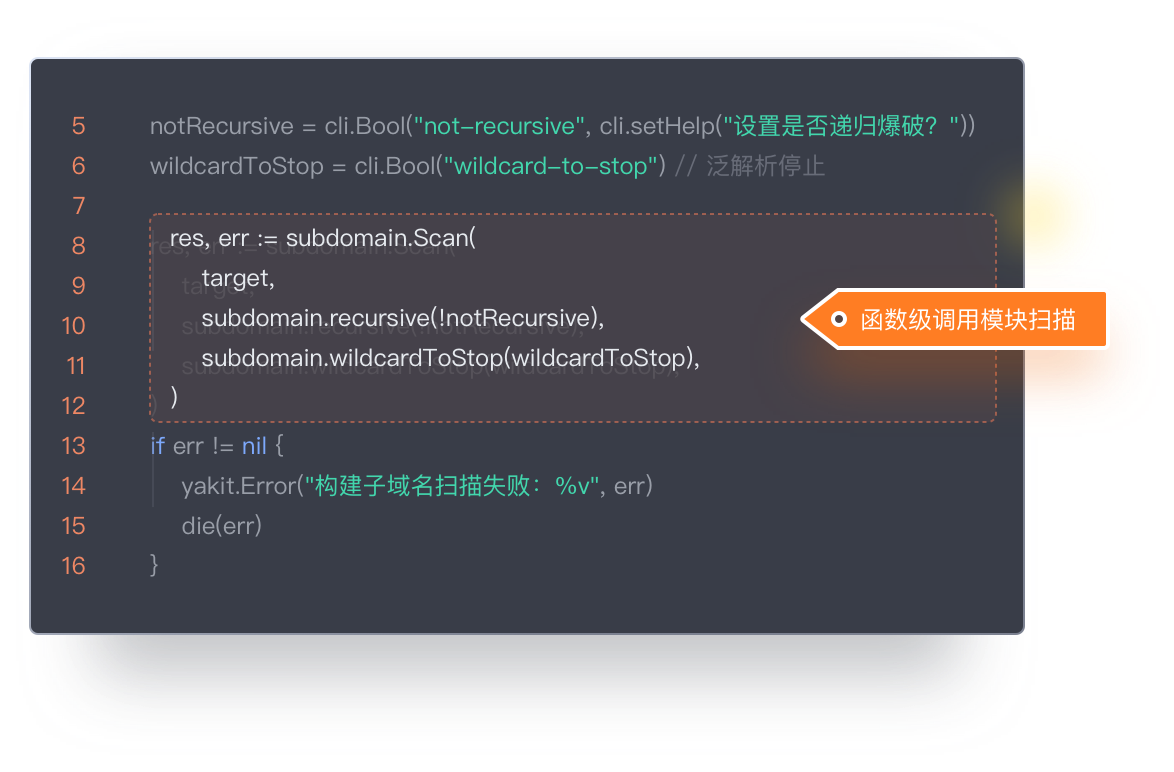 5 notRecursive = cli.Bool("not-recursive", cli.setHelp("设置是否递归爆破？"))
6 wildcardToStop = cli.Bool("wildcard-to-stop") // 泛解析停止
7
8 res, err := subdomain.Scan(
9 target,
10 subdomain.recursive(!notRecursive),
函数级调用模块扫描
11 subdomain.wildcardToStop(wildcardToStop),
12 )
13 if err != nil {
14 yakit.Error("构建子域名扫描失败：%v", err)
15 die(err)
16 }